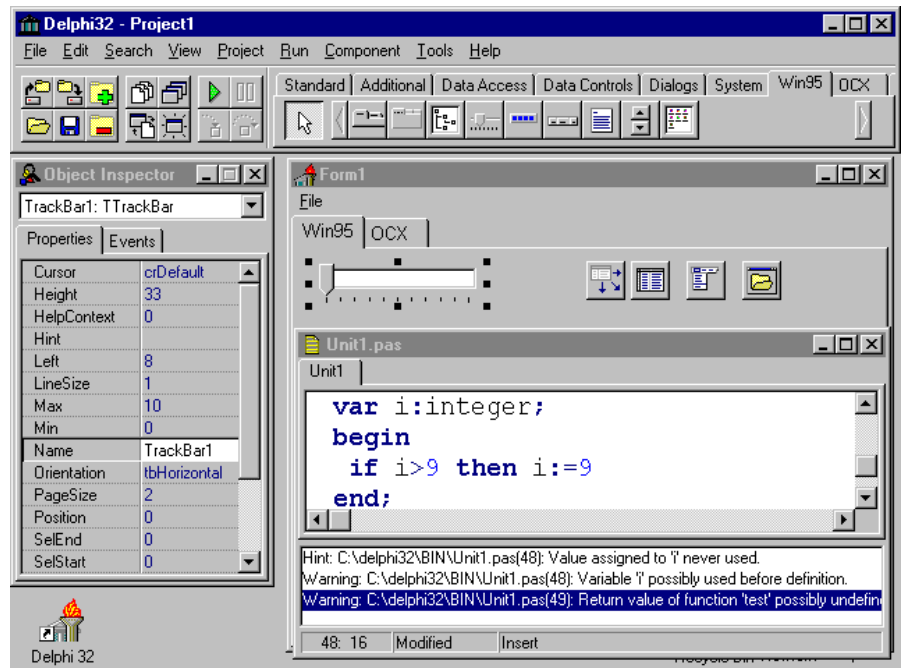 Delphi32 - Project1
File Edit Search View Project Run Component Tools Help
Standard Additional Data Access Data Controls Dialogs System Win95 OCX
Object Inspector
TrackBar1: TTrackBar
Properties Events
Cursor crDefault
Height 33
HelpContext 0
Hint
Left 8
LineSize 1
Max 10
Min 0
Name TrackBar1
Orientation tbHorizontal
PageSize 2
Position 0
SelEnd 0
SelStart 0
Form1
File
Win95 OCX
Unit1.pas
Unit1
var i:integer;
begin
if i>9 then i:=9
end;
Hint: C:\delphi32\BIN\Unit1.pas(48): Value assigned to 'i' never used.
Warning: C:\delphi32\BIN\Unit1.pas(48): Variable 'i' possibly used before definition.
Warning: C:\delphi32\BIN\Unit1.pas(49): Return value of function 'test' possibly undefin
48: 16 Modified Insert
Delphi 32